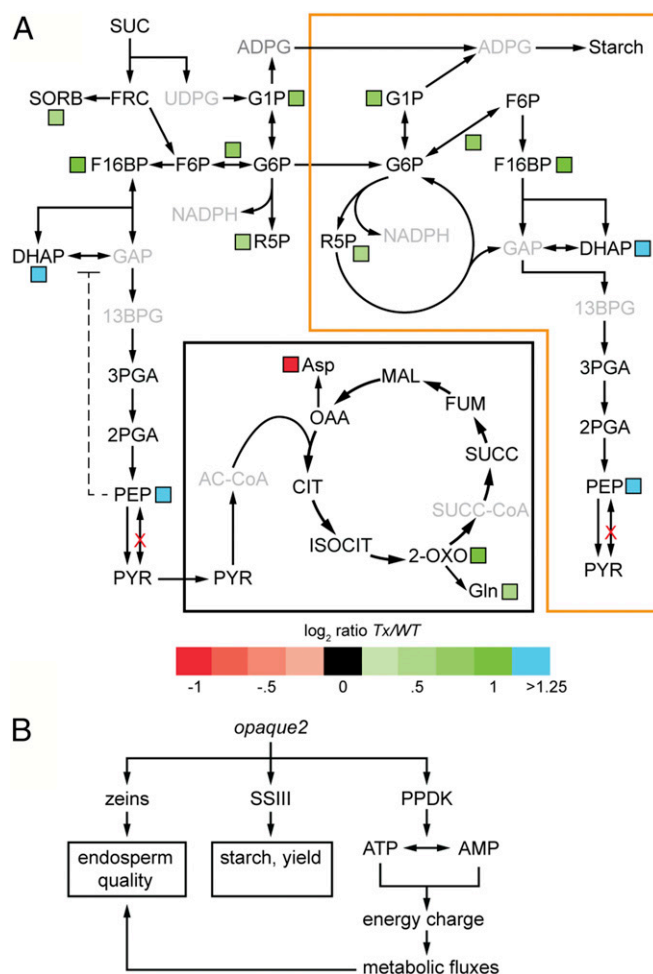 A
SUC
ADPG
ADPG
Starch
SORB
FRC
UDPG
G1P
G1P
F6P
F16BP
F6P
G6P
G6P
F16BP
NADPH
R5P
R5P
NADPH
DHAP
GAP
GAP
DHAP
13BPG
13BPG
3PGA
3PGA
2PGA
2PGA
PEP
PEP
PYR
PYR
PYR
Asp
MAL
OAA
FUM
AC-CoA
CIT
SUCC
SUCC-CoA
ISOCIT
2-OXO
Gln
log2 ratio Tx/WT
-1 -.5 0 .5 1 >1.25
B
opaque2
zeins SSIII PPDK
endosperm
quality
starch, yield
ATP AMP
energy charge
metabolic fluxes